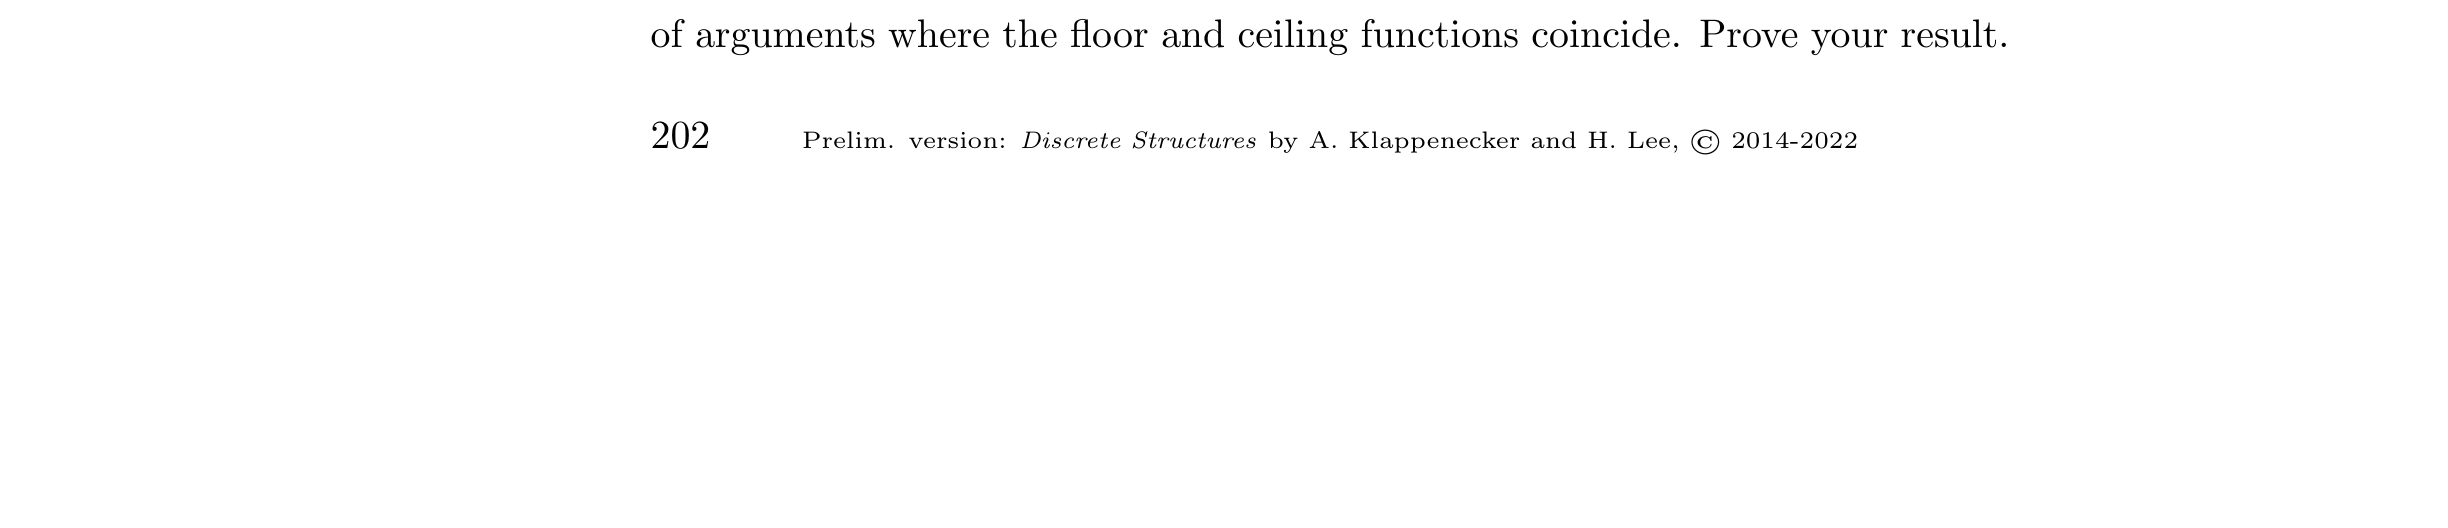 of arguments where the floor and ceiling functions coincide. Prove your result.
202 Prelim. version: Discrete Structures by A. Klappenecker and H. Lee, © 2014-2022